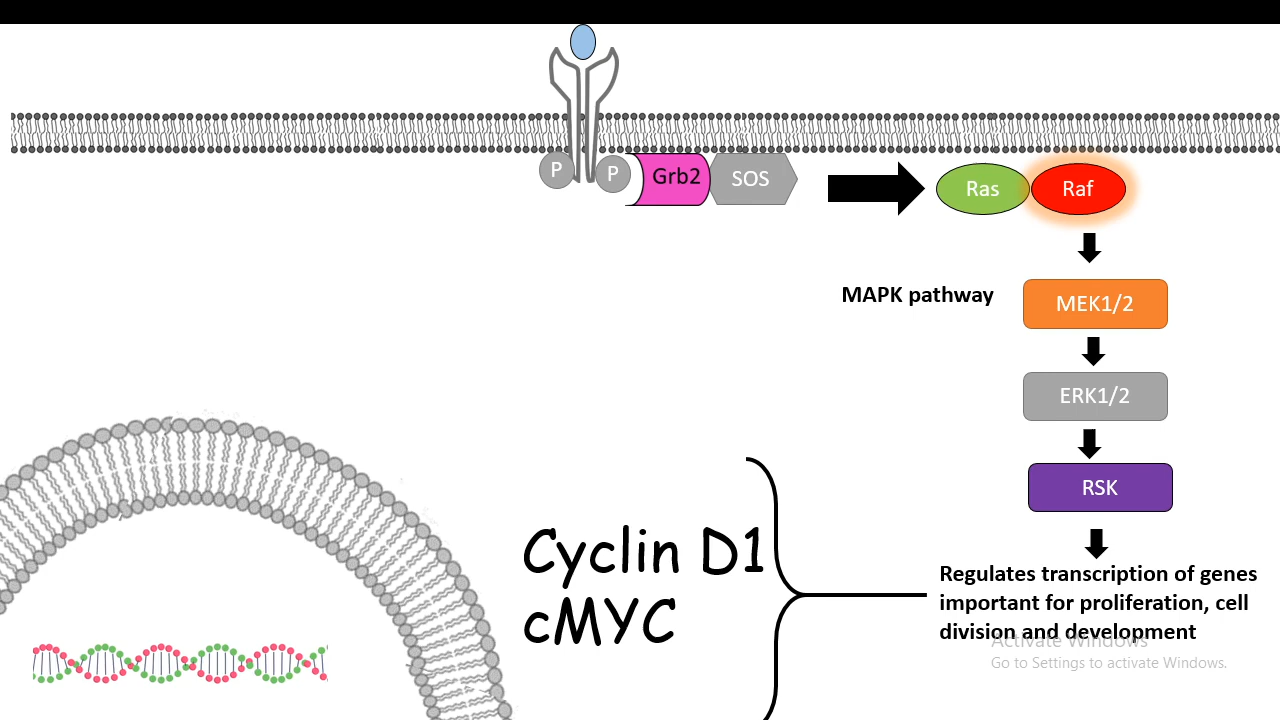 P
P
Grb2
SOS
Ras
Raf
MAPK pathway
MEK1/2
ERK1/2
RSK
Cyclin D1
cMYC
Regulates transcription of genes
important for proliferation, cell
division and development
Activate Windows
Go to Settings to activate Windows.